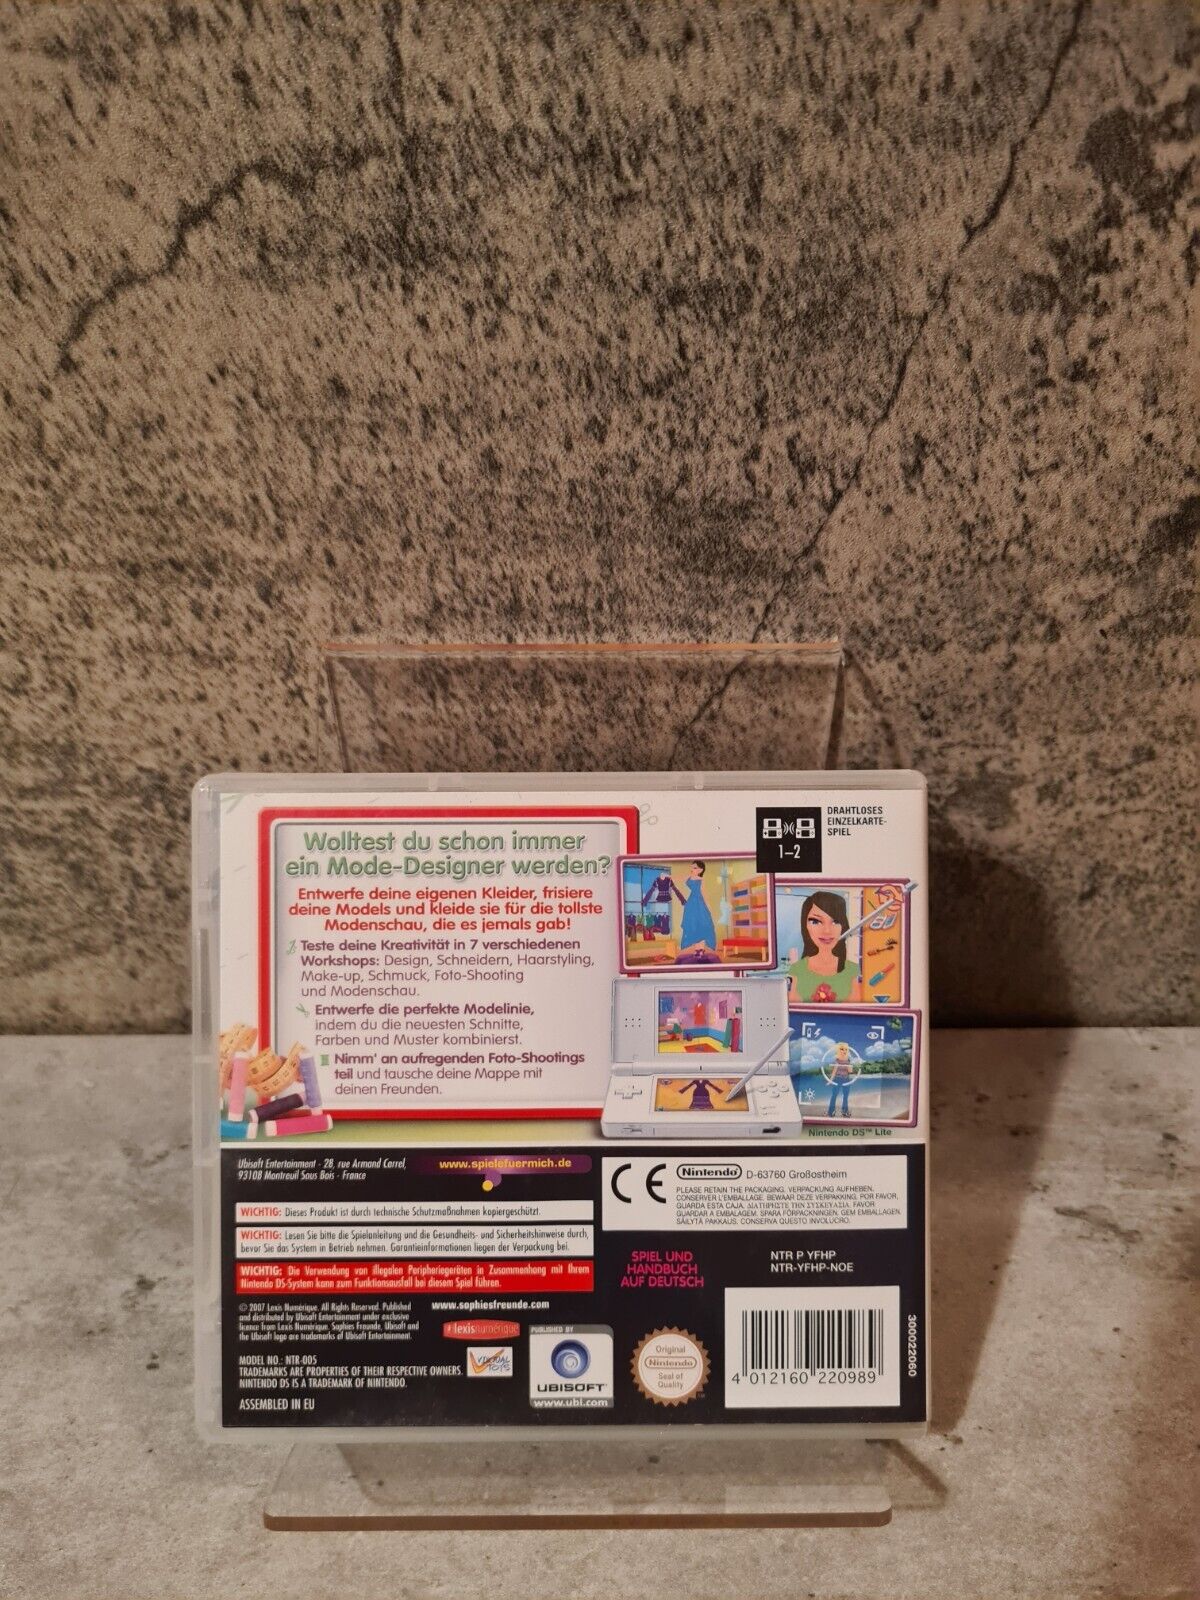 Wolltest du schon immer
ein Mode-Designer werden?
Entwerfe deine eigenen Kleider, frisiere
deine Models und kleide sie für die tollste
Modenschau, die es jemals gab!
Teste deine Kreativität in 7 verschiedenen
Workshops: Design, Schneidern, Haarstyling,
Make-up, Schmuck, Foto-Shooting
und Modenschau.
Entwerfe die perfekte Modelinie,
indem du die neuesten Schnitte,
Farben und Muster kombinierst.
Nimm' an aufregenden Foto-Shootings
teil und tausche deine Mappe mit
deinen Freunden.
1–2
DRAHTLOSES
EINZELKARTE-
SPIEL
Nintendo DS™ Lite
Ubisoft Entertainment - 28, rue Armand Carrel,
93108 Montreuil Sous Bois - France
www.spielefuermich.de
WICHTIG: Dieses Produkt ist durch technische Schutzmaßnahmen kopiergeschützt.
WICHTIG: Lesen Sie bitte die Spielanleitung und die Gesundheits- und Sicherheitshinweise durch,
bevor Sie das System in Betrieb nehmen. Garantieinformationen liegen der Verpackung bei.
WICHTIG: Die Verwendung von illegalen Peripheriegeräten in Zusammenhang mit Ihrem
Nintendo DS-System kann zum Funktionsausfall bei diesem Spiel führen.
© 2007 Lexis Numérique. All Rights Reserved. Published
and distributed by Ubisoft Entertainment under exclusive
licence from Lexis Numérique. Sophies Freunde, Ubisoft and
the Ubisoft logo are trademarks of Ubisoft Entertainment.
www.sophiesfreunde.com
lexisnumérique
MODEL NO.: NTR-005
TRADEMARKS ARE PROPERTIES OF THEIR RESPECTIVE OWNERS.
NINTENDO DS IS A TRADEMARK OF NINTENDO.
ASSEMBLED IN EU
VIRTUAL
TOYS
PUBLISHED BY
UBISOFT
www.ubi.com
CE
Nintendo D-63760 Großostheim
PLEASE RETAIN THE PACKAGING. VERPACKUNG AUFHEBEN.
CONSERVER L'EMBALLAGE. BEWAAR DEZE VERPAKKING. POR FAVOR,
GUARDA ESTA CAJA. ΔΙΑΤΗΡΗΣΤΕ ΤΗΝ ΣΥΣΚΕΥΑΣΙΑ. FAVOR
GUARDAR A EMBALAGEM. SPARA FÖRPACKNINGEN. GEM EMBALLAGEN.
SÄILYTÄ PAKKAUS. CONSERVA QUESTO INVOLUCRO.
SPIEL UND
HANDBUCH
AUF DEUTSCH
NTR P YFHP
NTR-YFHP-NOE
Original
Nintendo
Seal of
Quality
4 012160 220989
300022060